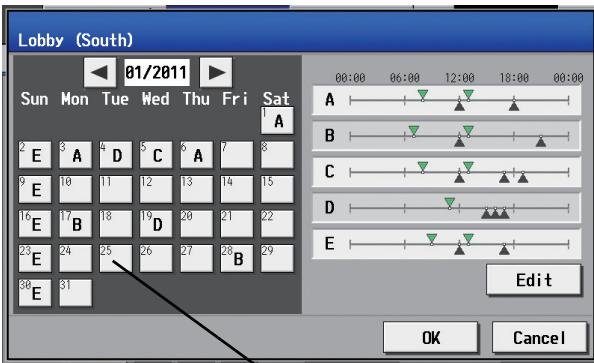 Lobby (South)
01/2011
Sun Mon Tue Wed Thu Fri Sat
1 A
2 E 3 A 4 D 5 C 6 A 7 8
9 E 10 11 12 13 14 15
16 E 17 B 18 19 D 20 21 22
23 E 24 25 26 27 28 B 29
30 E 31
00:00 06:00 12:00 18:00 00:00
A
B
C
D
E
Edit
OK Cancel